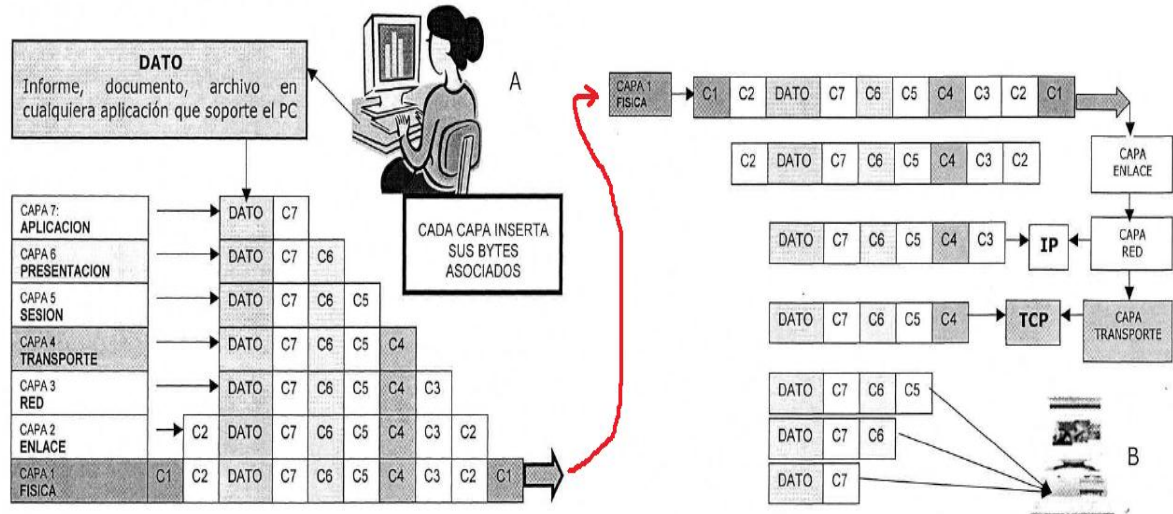 DATO
Informe, documento, archivo en
cualquiera aplicación que soporte el PC
A
CADA CAPA INSERTA
SUS BYTES
ASOCIADOS
CAPA 7:
APLICACION
DATO C7
CAPA 6
PRESENTACION
DATO C7 C6
CAPA 5
SESION
DATO C7 C6 C5
CAPA 4
TRANSPORTE
DATO C7 C6 C5 C4
CAPA 3
RED
DATO C7 C6 C5 C4 C3
CAPA 2
ENLACE
C2 DATO C7 C6 C5 C4 C3 C2
CAPA 1
FISICA
C1 C2 DATO C7 C6 C5 C4 C3 C2 C1
CAPA 1
FISICA
C1 C2 DATO C7 C6 C5 C4 C3 C2 C1
C2 DATO C7 C6 C5 C4 C3 C2
CAPA
ENLACE
DATO C7 C6 C5 C4 C3
IP
CAPA
RED
DATO C7 C6 C5 C4
TCP
CAPA
TRANSPORTE
DATO C7 C6 C5
DATO C7 C6
DATO C7
B